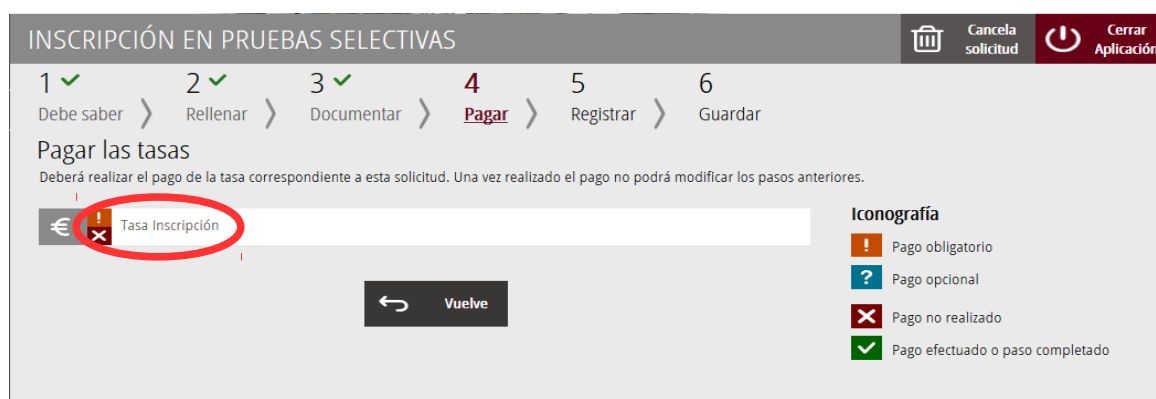 INSCRIPCIÓN EN PRUEBAS SELECTIVAS
Cancela
solicitud
Cerrar
Aplicación
1
Debe saber
2
Rellenar
3
Documentar
4
Pagar
5
Registrar
6
Guardar
Pagar las tasas
Deberá realizar el pago de la tasa correspondiente a esta solicitud. Una vez realizado el pago no podrá modificar los pasos anteriores.
€ ! Tasa Inscripción
Vuelve
Iconografía
! Pago obligatorio
? Pago opcional
Pago no realizado
Pago efectuado o paso completado